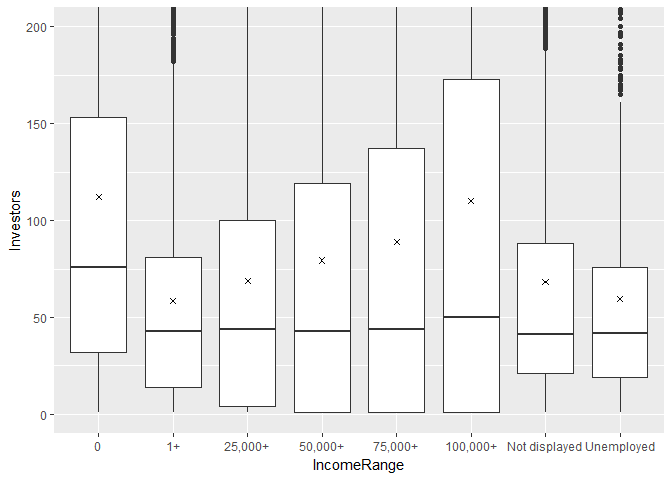 200
150
100
50
0
Investors
0 1+ 25,000+ 50,000+ 75,000+ 100,000+ Not displayed Unemployed
IncomeRange